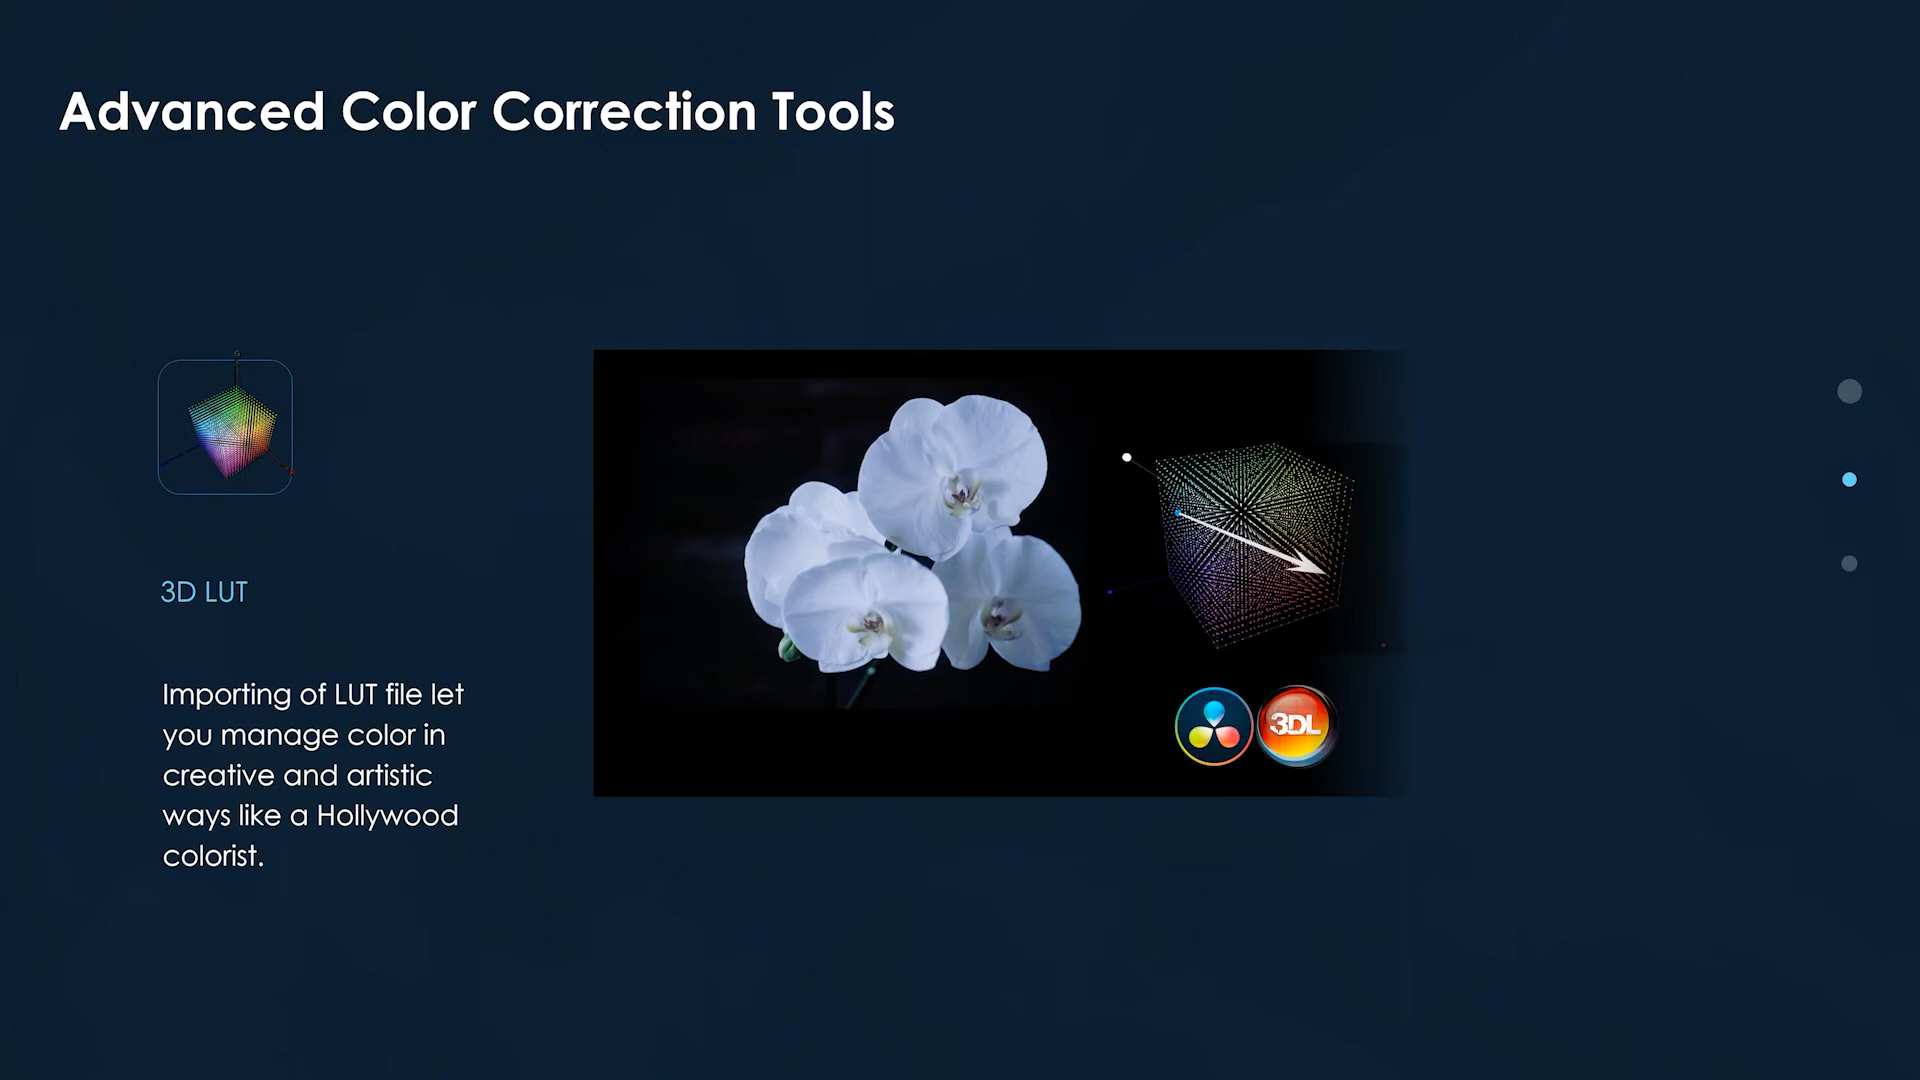 Advanced Color Correction Tools
3D LUT
Importing of LUT file let
you manage color in
creative and artistic
ways like a Hollywood
colorist.
3DL